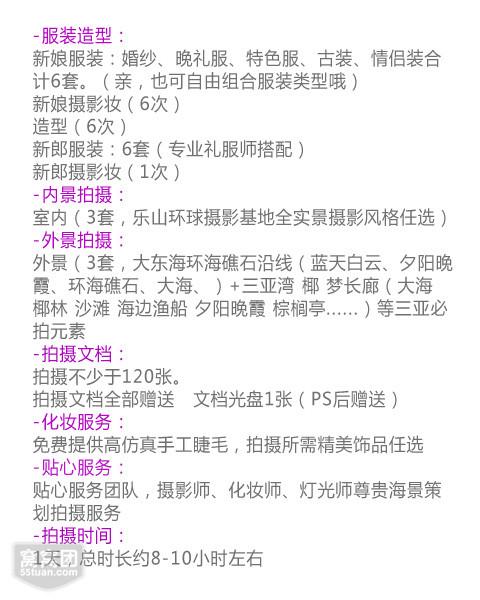 -服装造型：
新娘服装：婚纱、晚礼服、特色服、古装、情侣装合
计6套。（亲，也可自由组合服装类型哦）
新娘摄影妆（6次）
造型（6次）
新郎服装：6套（专业礼服师搭配）
新郎摄影妆（1次）
-内景拍摄：
室内（3套，乐山环球摄影基地全实景摄影风格任选）
-外景拍摄：
外景（3套，大东海环海礁石沿线（蓝天白云、夕阳晚
霞、环海礁石、大海、）+三亚湾 椰 梦长廊（大海
椰林 沙滩 海边渔船 夕阳晚霞 棕榈亭……）等三亚必
拍元素
-拍摄文档：
拍摄不少于120张。
拍摄文档全部赠送　文档光盘1张（PS后赠送）
-化妆服务：
免费提供高仿真手工睫毛，拍摄所需精美饰品任选
-贴心服务：
贴心服务团队，摄影师、化妆师、灯光师尊贵海景策
划拍摄服务
-拍摄时间：
1天，总时长约8-10小时左右
窝窝团
55tuan.com